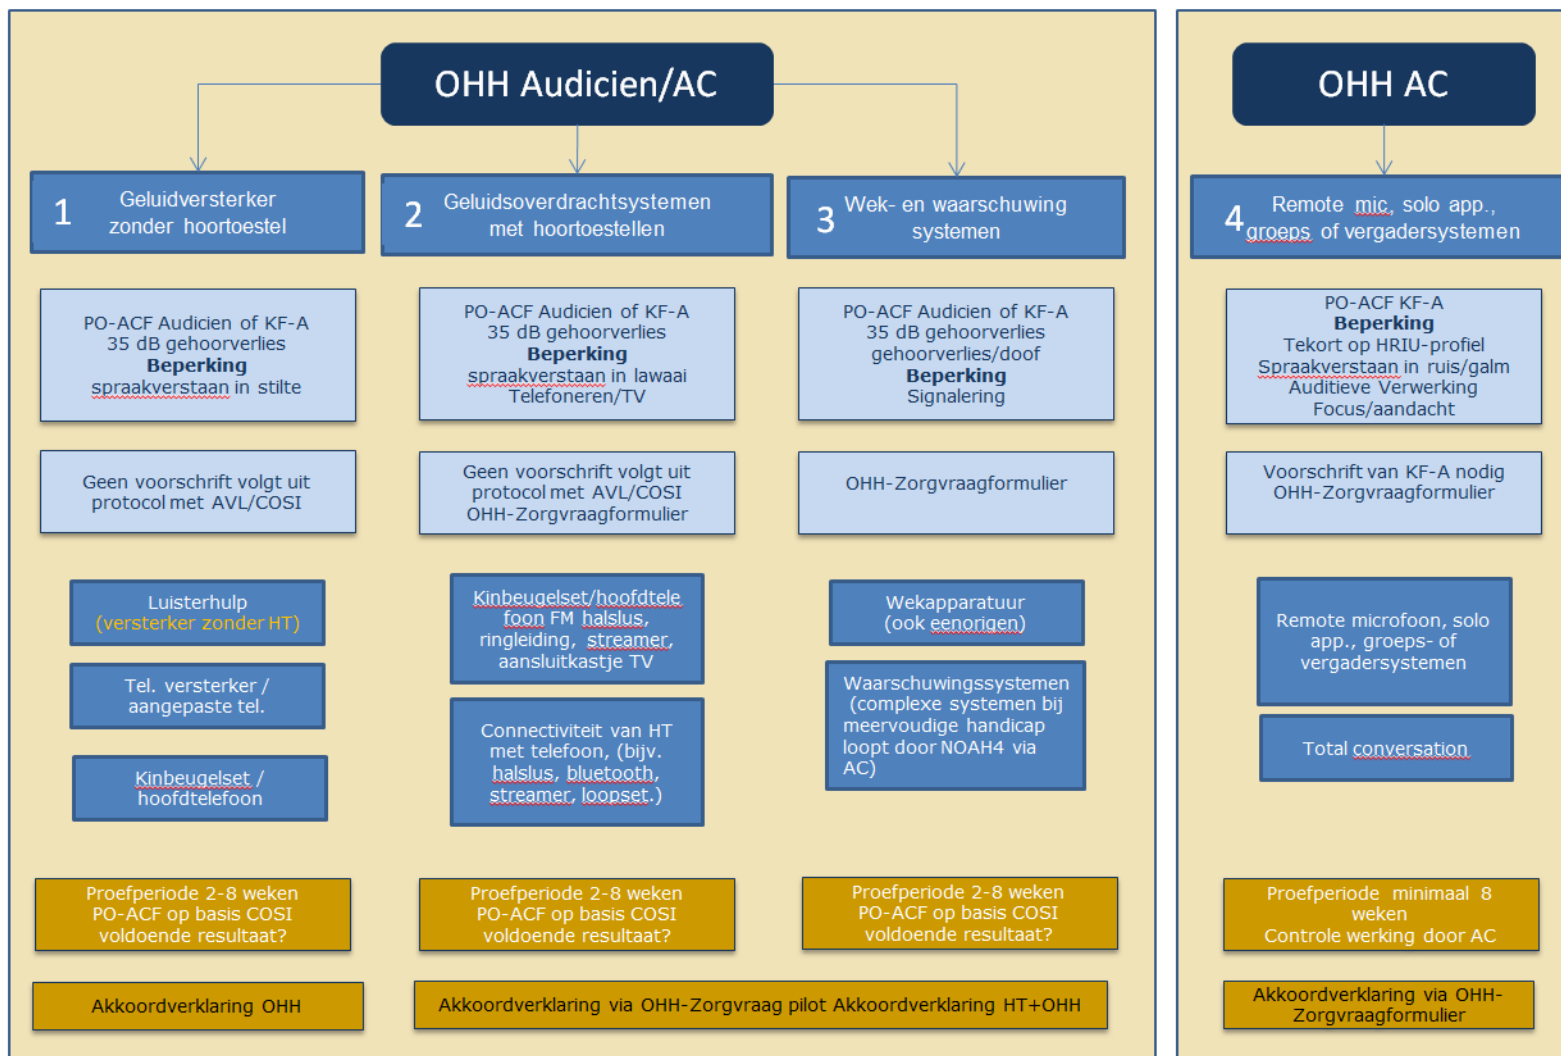 OHH Audicien/AC
1
Geluidversterker
zonder hoortoestel
PO-ACF Audicien of KF-A
35 dB gehoorverlies
Beperking
spraakverstaan in stilte
Geen voorschrift volgt uit
protocol met AVL/COSI
Luisterhulp
(versterker zonder HT)
Tel. versterker /
aangepaste tel.
Kinbeugelset /
hoofdtelefoon
Proefperiode 2-8 weken
PO-ACF op basis COSI
voldoende resultaat?
Akkoordverklaring OHH
2
Geluidsoverdrachtsystemen
met hoortoestellen
PO-ACF Audicien of KF-A
35 dB gehoorverlies
Beperking
spraakverstaan in lawaai
Telefoneren/TV
Geen voorschrift volgt uit
protocol met AVL/COSI
OHH-Zorgvraagformulier
Kinbeugelset/hoofdtele
foon FM halslus,
ringleiding, streamer,
aansluitkastje TV
Connectiviteit van HT
met telefoon, (bijv.
halslus, bluetooth,
streamer, loopset.)
Proefperiode 2-8 weken
PO-ACF op basis COSI
voldoende resultaat?
3
Wek- en waarschuwing
systemen
PO-ACF Audicien of KF-A
35 dB gehoorverlies
gehoorverlies/doof
Beperking
Signalering
OHH-Zorgvraagformulier
Wekapparatuur
(ook eenorigen)
Waarschuwingssystemen
(complexe systemen bij
meervoudige handicap
loopt door NOAH4 via
AC)
Proefperiode 2-8 weken
PO-ACF op basis COSI
voldoende resultaat?
Akkoordverklaring via OHH-Zorgvraag pilot Akkoordverklaring HT+OHH
OHH AC
4
Remote mic, solo app.,
groeps of vergadersystemen
PO-ACF KF-A
Beperking
Tekort op HRIU-profiel
Spraakverstaan in ruis/galm
Auditieve Verwerking
Focus/aandacht
Voorschrift van KF-A nodig
OHH-Zorgvraagformulier
Remote microfoon, solo
app., groeps- of
vergadersystemen
Total conversation
Proefperiode minimaal 8
weken
Controle werking door AC
Akkoordverklaring via OHH-
Zorgvraagformulier